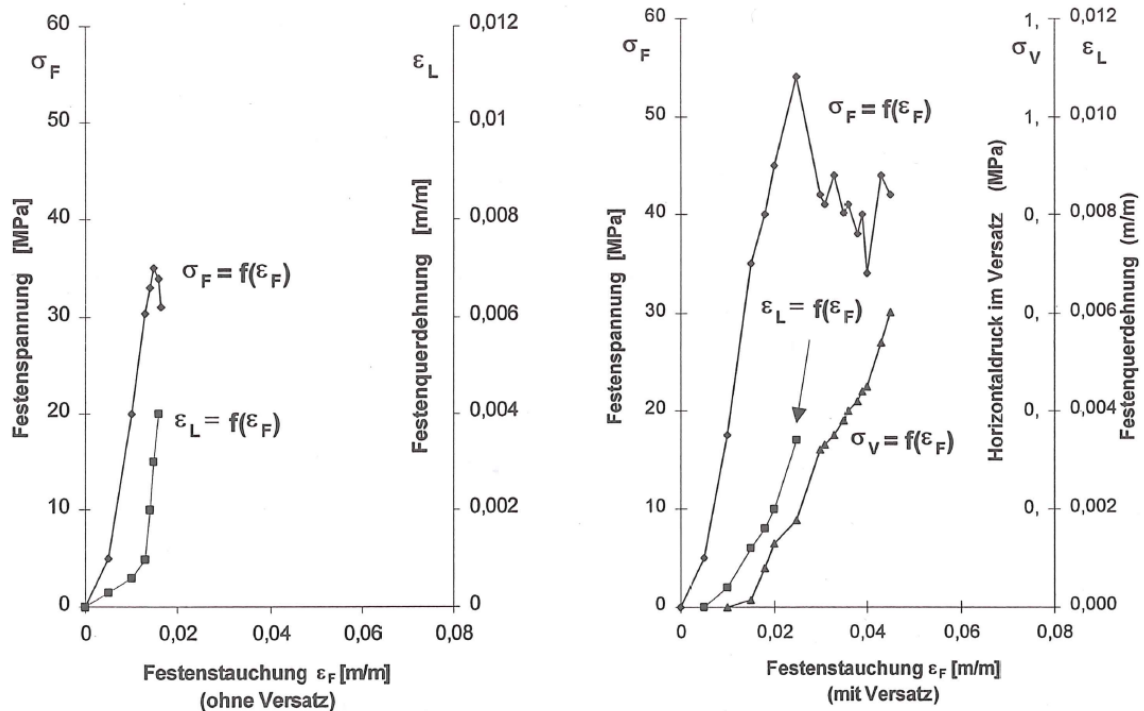 60
50
40
30
20
10
0
σF
Festenspannung [MPa]
0,012
0,01
0,008
0,006
0,004
0,002
0
εL
Festenquerdehnung [m/m]
σF = f(εF)
εL = f(εF)
0 0,02 0,04 0,06 0,08
Festenstauchung εF [m/m]
(ohne Versatz)
60
50
40
30
20
10
0
σF
Festenspannung [MPa]
1,
1,
0,
0,
0,
σV
Horizontaldruck im Versatz (MPa)
0,012
0,010
0,008
0,006
0,004
0,002
0,000
εL
Festenquerdehnung (m/m)
σF = f(εF)
εL = f(εF)
σV = f(εF)
0 0,02 0,04 0,06 0,08
Festenstauchung εF [m/m]
(mit Versatz)